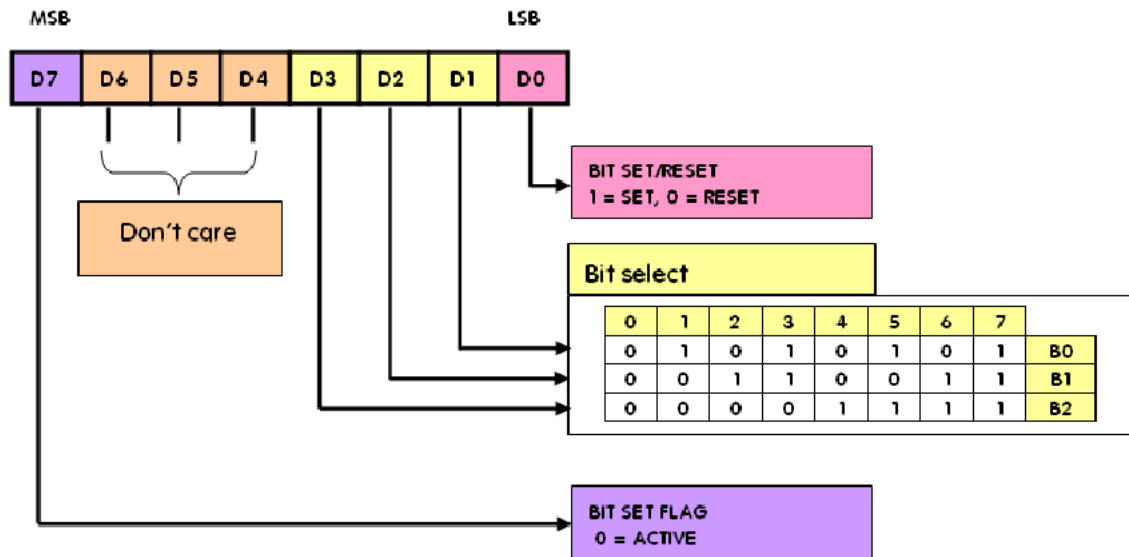 MSB LSB
D7 D6 D5 D4 D3 D2 D1 D0
BIT SET/RESET
1 = SET, 0 = RESET
Don't care
Bit select
0 1 2 3 4 5 6 7
0 1 0 1 0 1 0 1 B0
0 0 1 1 0 0 1 1 B1
0 0 0 0 1 1 1 1 B2
BIT SET FLAG
0 = ACTIVE